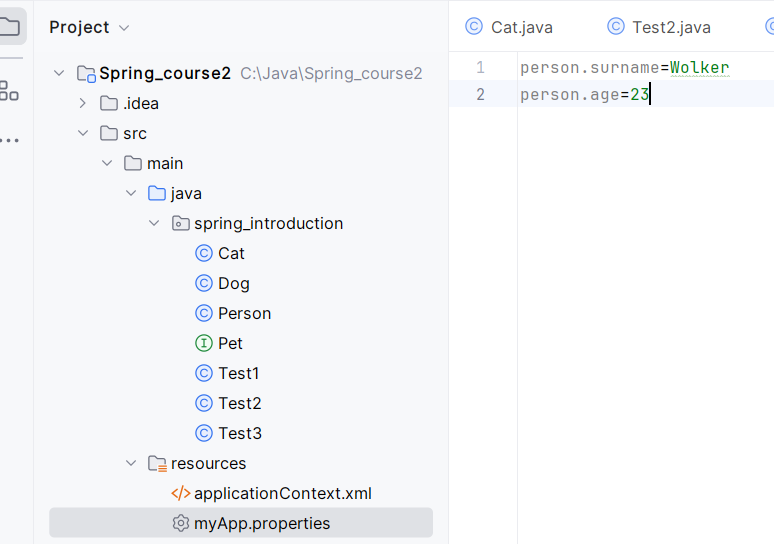 Project
Spring_course2 C:\Java\Spring_course2
.idea
src
main
java
spring_introduction
C Cat
C Dog
C Person
I Pet
C Test1
C Test2
C Test3
resources
</> applicationContext.xml
myApp.properties
C Cat.java C Test2.java C
1 person.surname=Wolker
2 person.age=23